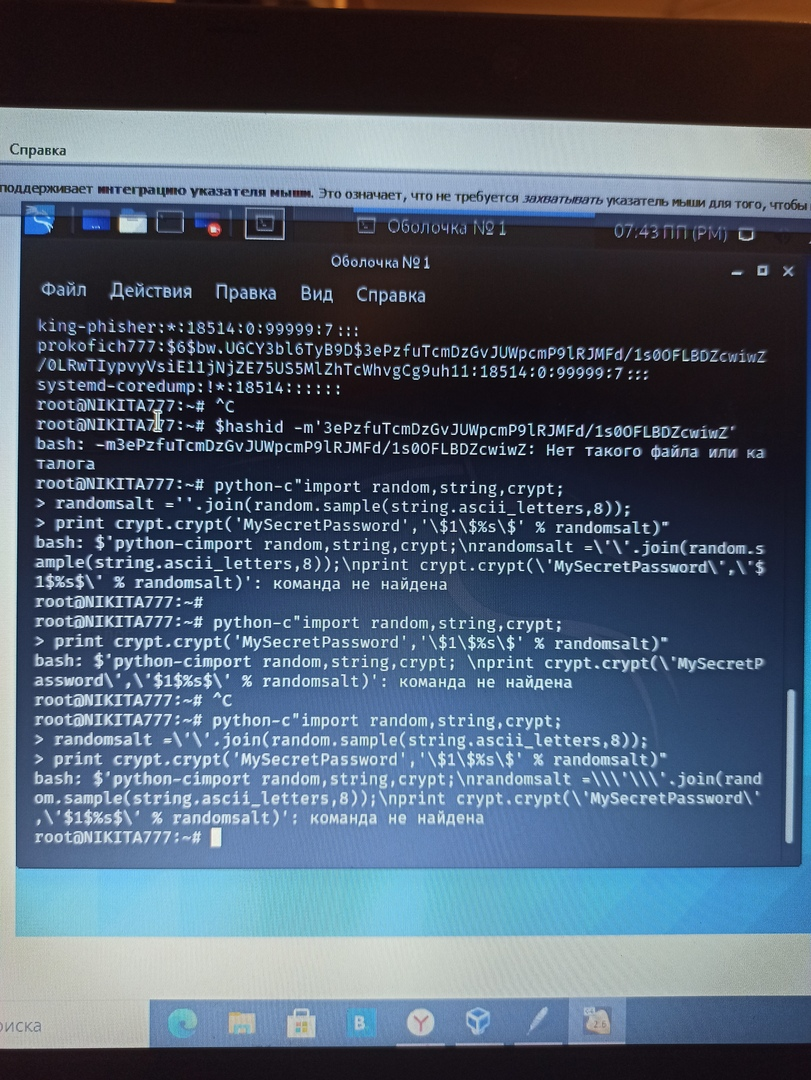 Справка
поддерживает интеграцию указателя мыши. Это означает, что не требуется захватывать указатель мыши для того, чтобы
Оболочка № 1
07:43 ПП (PM)
Оболочка № 1
Файл Действия Правка Вид Справка
king-phisher:*:18514:0:99999:7:::
prokofich777:$6$bw.UGCY3bl6TyB9D$3ePzfuTcmDzGvJUWpcmP9lRJMFd/1s0OFLBDZcwiwZ
/0LRwTIypvyVsiE11jNjZE75US5MlZhTcWhvgCg9uh11:18514:0:99999:7:::
systemd-coredump:!*:18514::::::
root@NIKITA777:~# ^C
root@NIKITA777:~# $hashid -m'3ePzfuTcmDzGvJUWpcmP9lRJMFd/1s0OFLBDZcwiwZ'
bash: -m3ePzfuTcmDzGvJUWpcmP9lRJMFd/1s0OFLBDZcwiwZ: Нет такого файла или ка
талога
root@NIKITA777:~# python-c"import random,string,crypt;
> randomsalt =''.join(random.sample(string.ascii_letters,8));
> print crypt.crypt('MySecretPassword','\$1\$%s\$' % randomsalt)"
bash: $'python-cimport random,string,crypt;\nrandomsalt =\'\'.join(random.s
ample(string.ascii_letters,8));\nprint crypt.crypt(\'MySecretPassword\',\'$
1$%s$\' % randomsalt)': команда не найдена
root@NIKITA777:~#
root@NIKITA777:~# python-c"import random,string,crypt;
> print crypt.crypt('MySecretPassword','\$1\$%s\$' % randomsalt)"
bash: $'python-cimport random,string,crypt; \nprint crypt.crypt(\'MySecretP
assword\',\'$1$%s$\' % randomsalt)': команда не найдена
root@NIKITA777:~# ^C
root@NIKITA777:~# python-c"import random,string,crypt;
> randomsalt =\'\'.join(random.sample(string.ascii_letters,8));
> print crypt.crypt('MySecretPassword','\$1\$%s\$' % randomsalt)"
bash: $'python-cimport random,string,crypt;\nrandomsalt =\\\'\\\'.join(rand
om.sample(string.ascii_letters,8));\nprint crypt.crypt(\'MySecretPassword\'
,\'$1$%s$\' % randomsalt)': команда не найдена
root@NIKITA777:~#
иска
B
Y
2.0